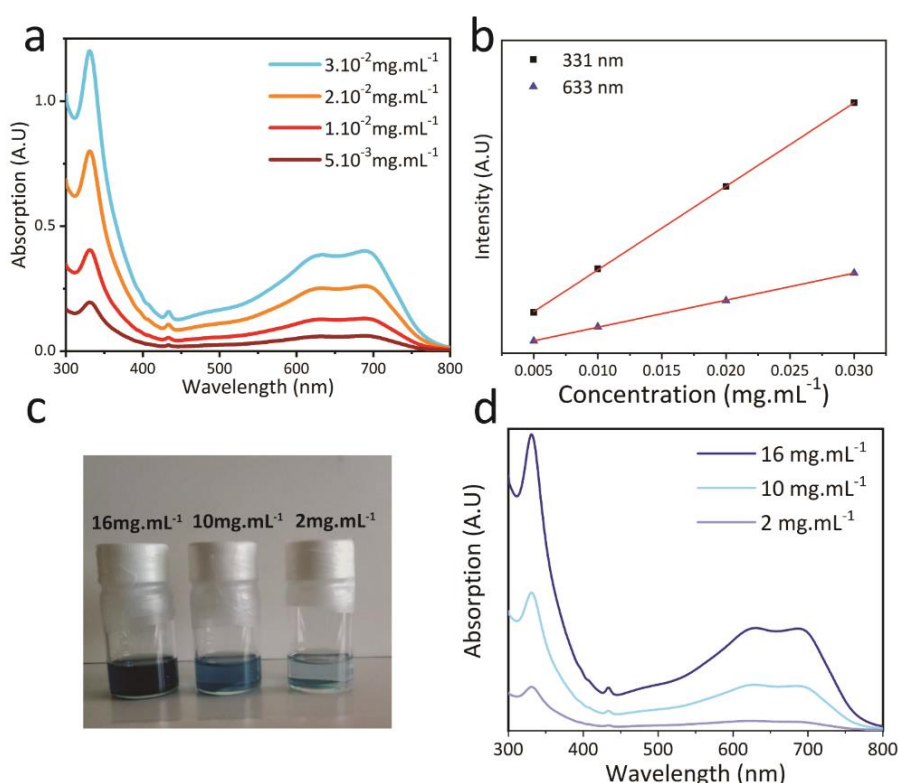 a
3.10⁻²mg.mL⁻¹
2.10⁻²mg.mL⁻¹
1.10⁻²mg.mL⁻¹
5.10⁻³mg.mL⁻¹
1.0
0.5
0.0
Absorption (A.U)
300 400 500 600 700 800
Wavelength (nm)
b
331 nm
633 nm
Intensity (A.U)
0.005 0.010 0.015 0.020 0.025 0.030
Concentration (mg.mL⁻¹)
c
16mg.mL⁻¹ 10mg.mL⁻¹ 2mg.mL⁻¹
d
16 mg.mL⁻¹
10 mg.mL⁻¹
2 mg.mL⁻¹
Absorption (A.U)
300 400 500 600 700 800
Wavelength (nm)